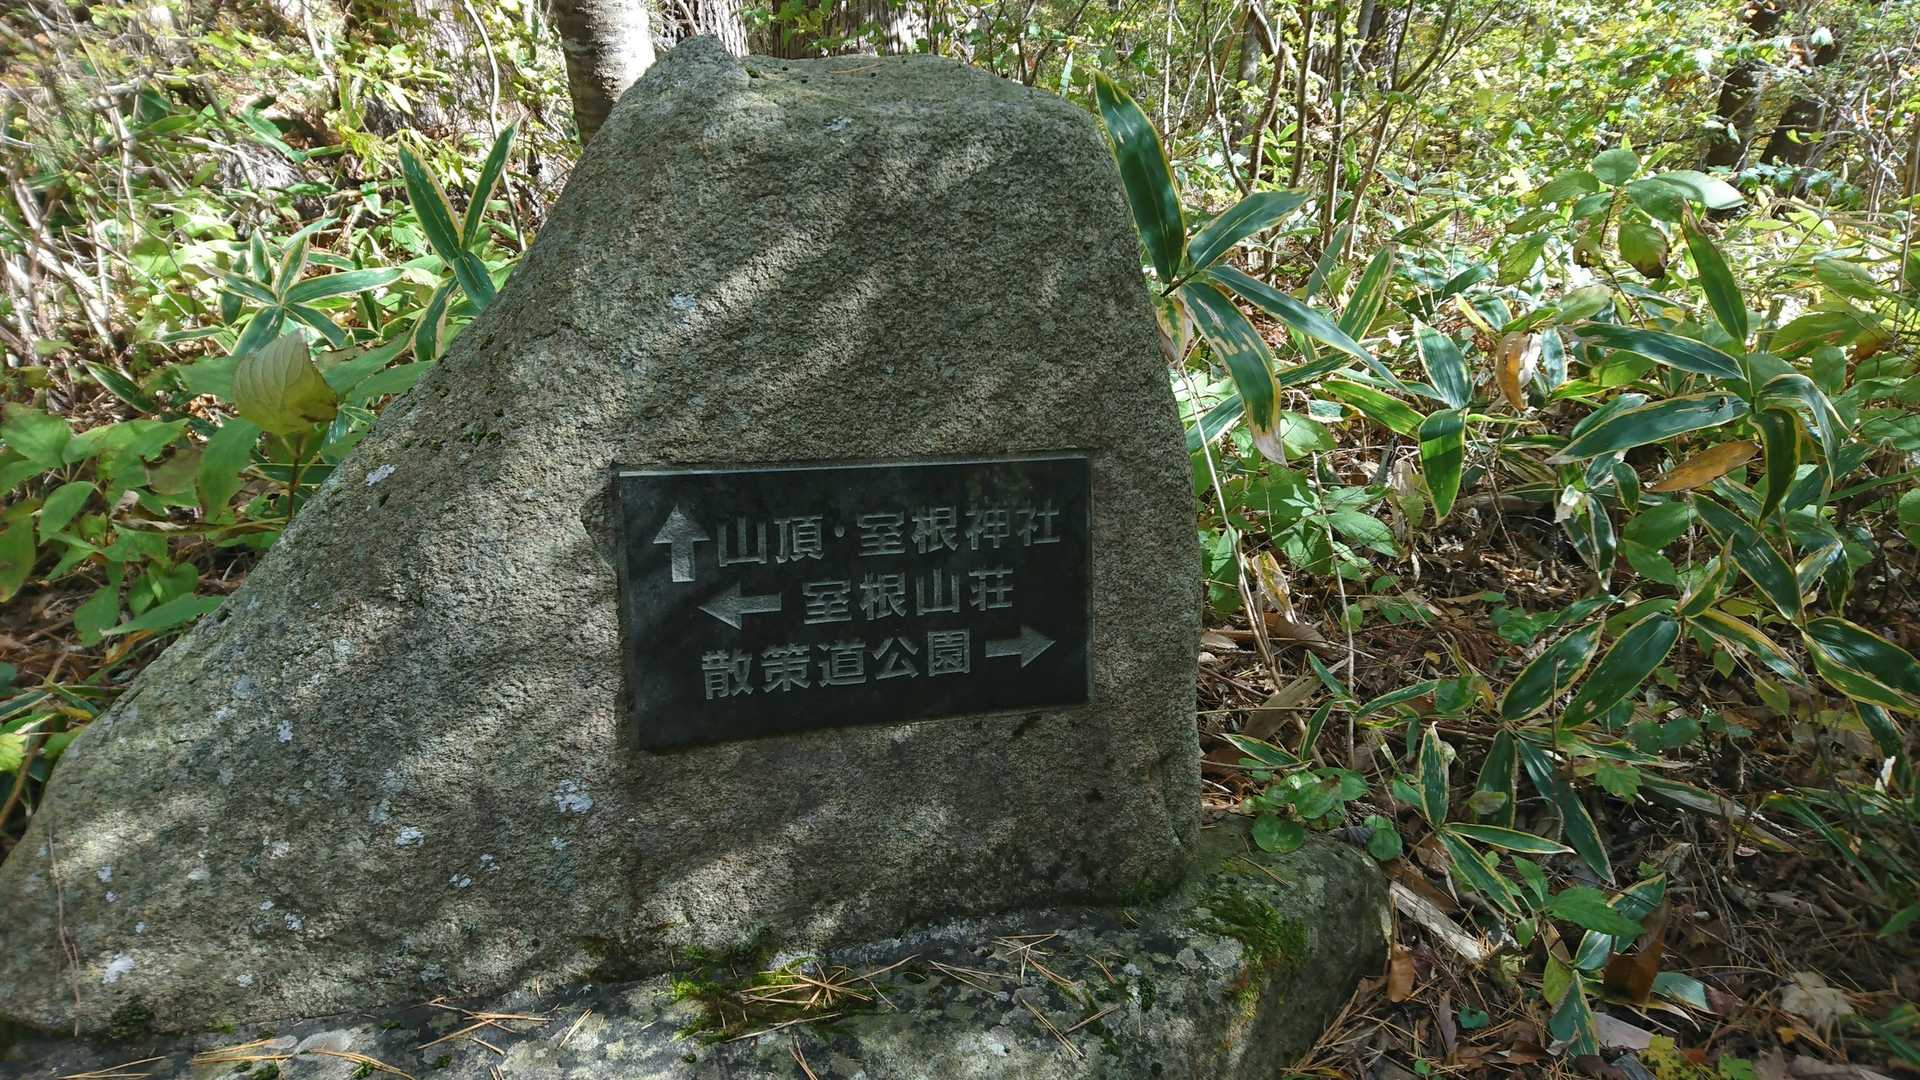 ↑山頂・室根神社
← 室根山荘
散策道公園 →